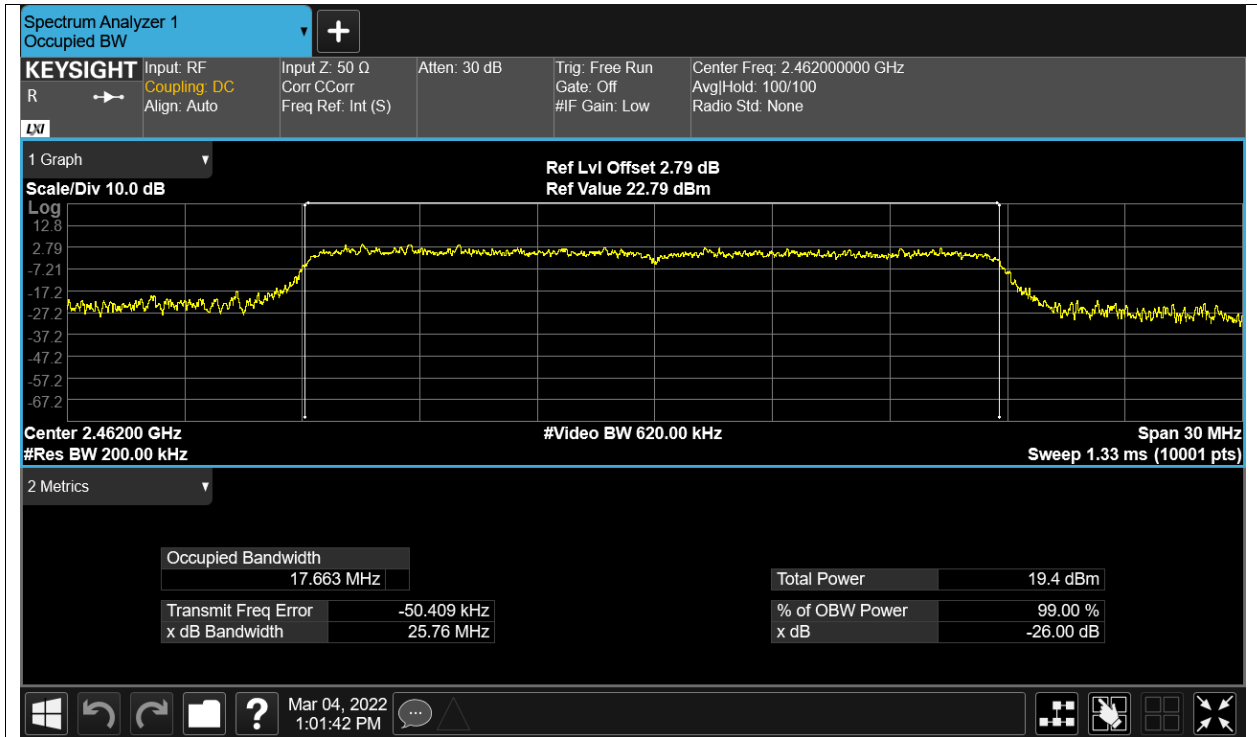 Spectrum Analyzer 1
Occupied BW
+
KEYSIGHT
R
LXI
Input: RF
Coupling: DC
Align: Auto
Input Z: 50 Ω
Corr CCorr
Freq Ref: Int (S)
Atten: 30 dB
Trig: Free Run
Gate: Off
#IF Gain: Low
Center Freq: 2.462000000 GHz
Avg|Hold: 100/100
Radio Std: None
1 Graph
Scale/Div 10.0 dB
Ref Lvl Offset 2.79 dB
Ref Value 22.79 dBm
Log
12.8
2.79
-7.21
-17.2
-27.2
-37.2
-47.2
-57.2
-67.2
Center 2.46200 GHz
#Res BW 200.00 kHz
#Video BW 620.00 kHz
Span 30 MHz
Sweep 1.33 ms (10001 pts)
2 Metrics
Occupied Bandwidth
17.663 MHz
Transmit Freq Error -50.409 kHz
x dB Bandwidth 25.76 MHz
Total Power 19.4 dBm
% of OBW Power 99.00 %
x dB -26.00 dB
?
Mar 04, 2022
1:01:42 PM